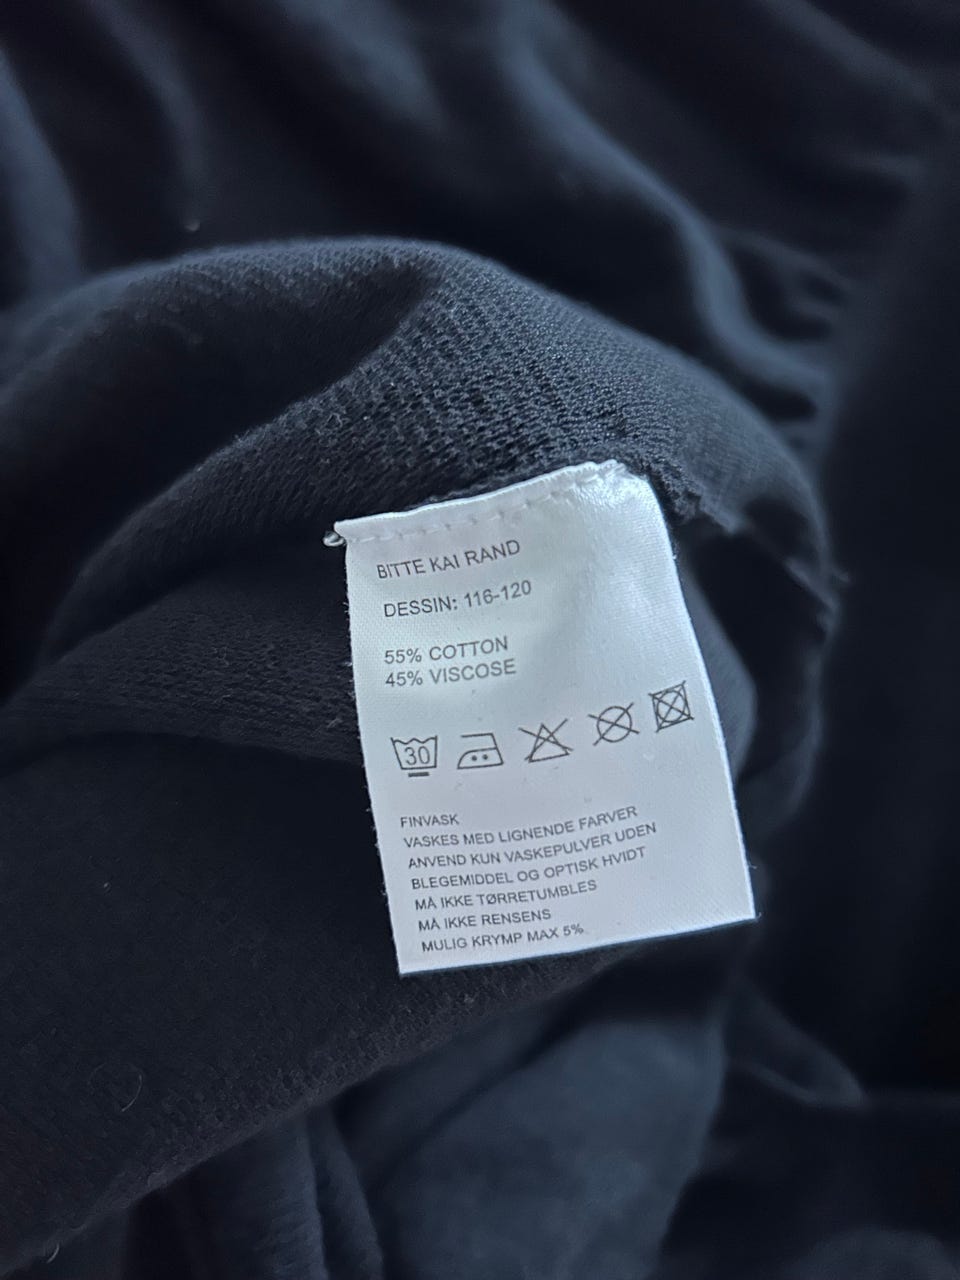 BITTE KAI RAND
DESSIN: 116-120
55% COTTON
45% VISCOSE
30
FINVASK
VASKES MED LIGNENDE FARVER
ANVEND KUN VASKEPULVER UDEN
BLEGEMIDDEL OG OPTISK HVIDT
MÅ IKKE TØRRETUMBLES
MÅ IKKE RENSENS
MULIG KRYMP MAX 5%